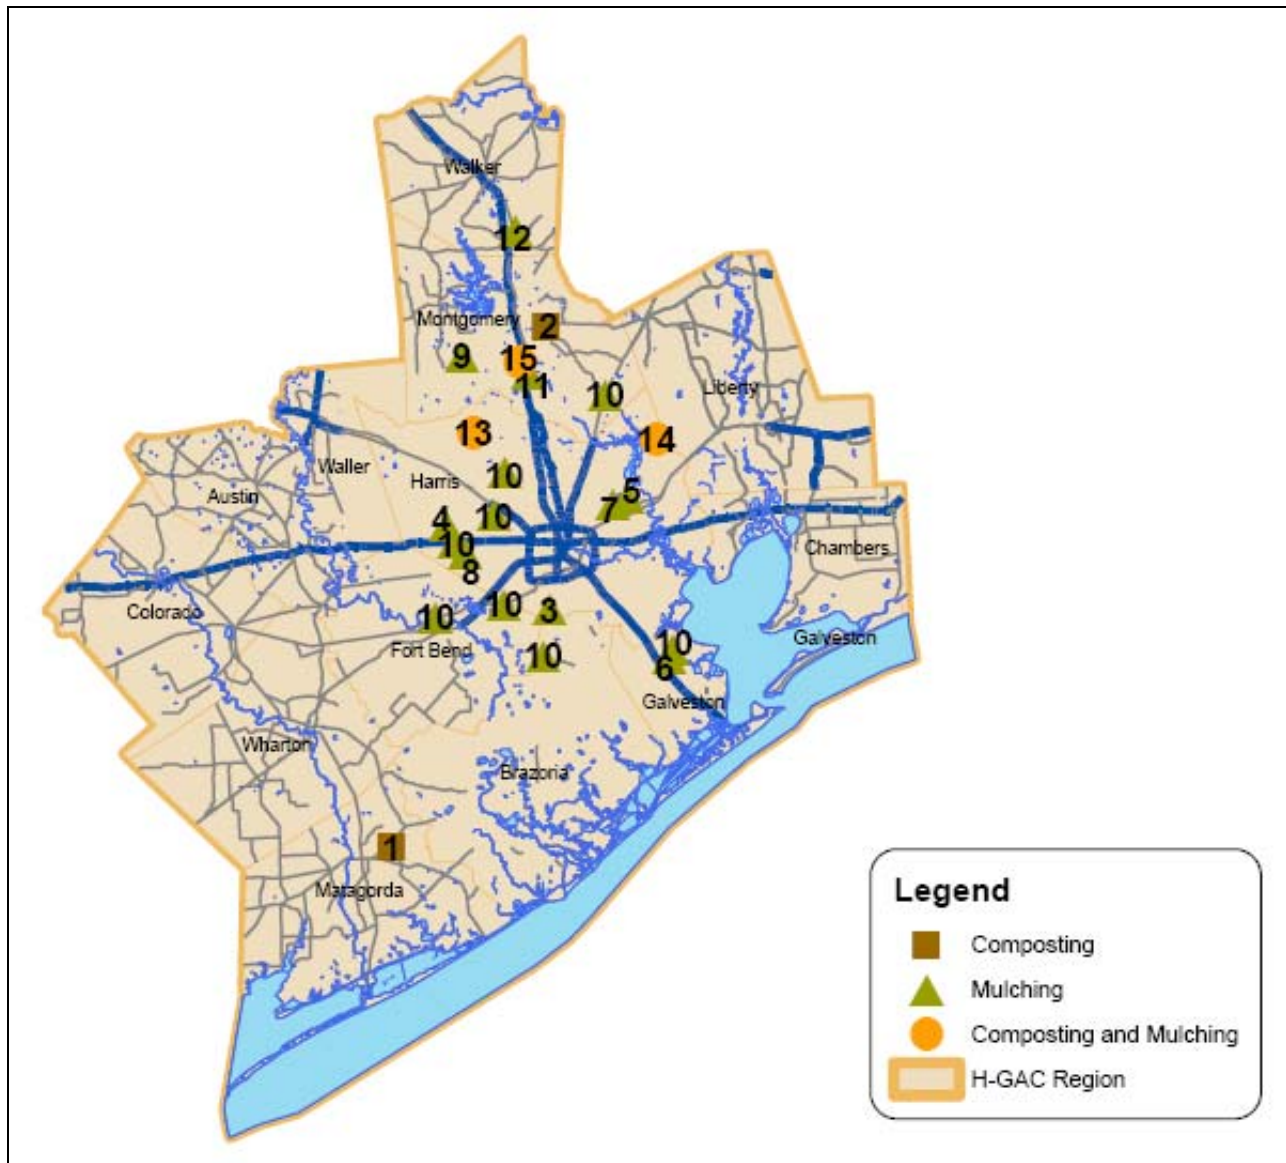 Walker
12
Montgomery
2
9
15
11
10
Liberty
13
14
10
Waller
Harris
Austin
5
7
4
10
10
8
Chambers
Colorado
10
10
3
Fort Bend
10
10
6
Galveston
Galveston
Wharton
Brazoria
1
Matagorda
Legend
Composting
Mulching
Composting and Mulching
H-GAC Region